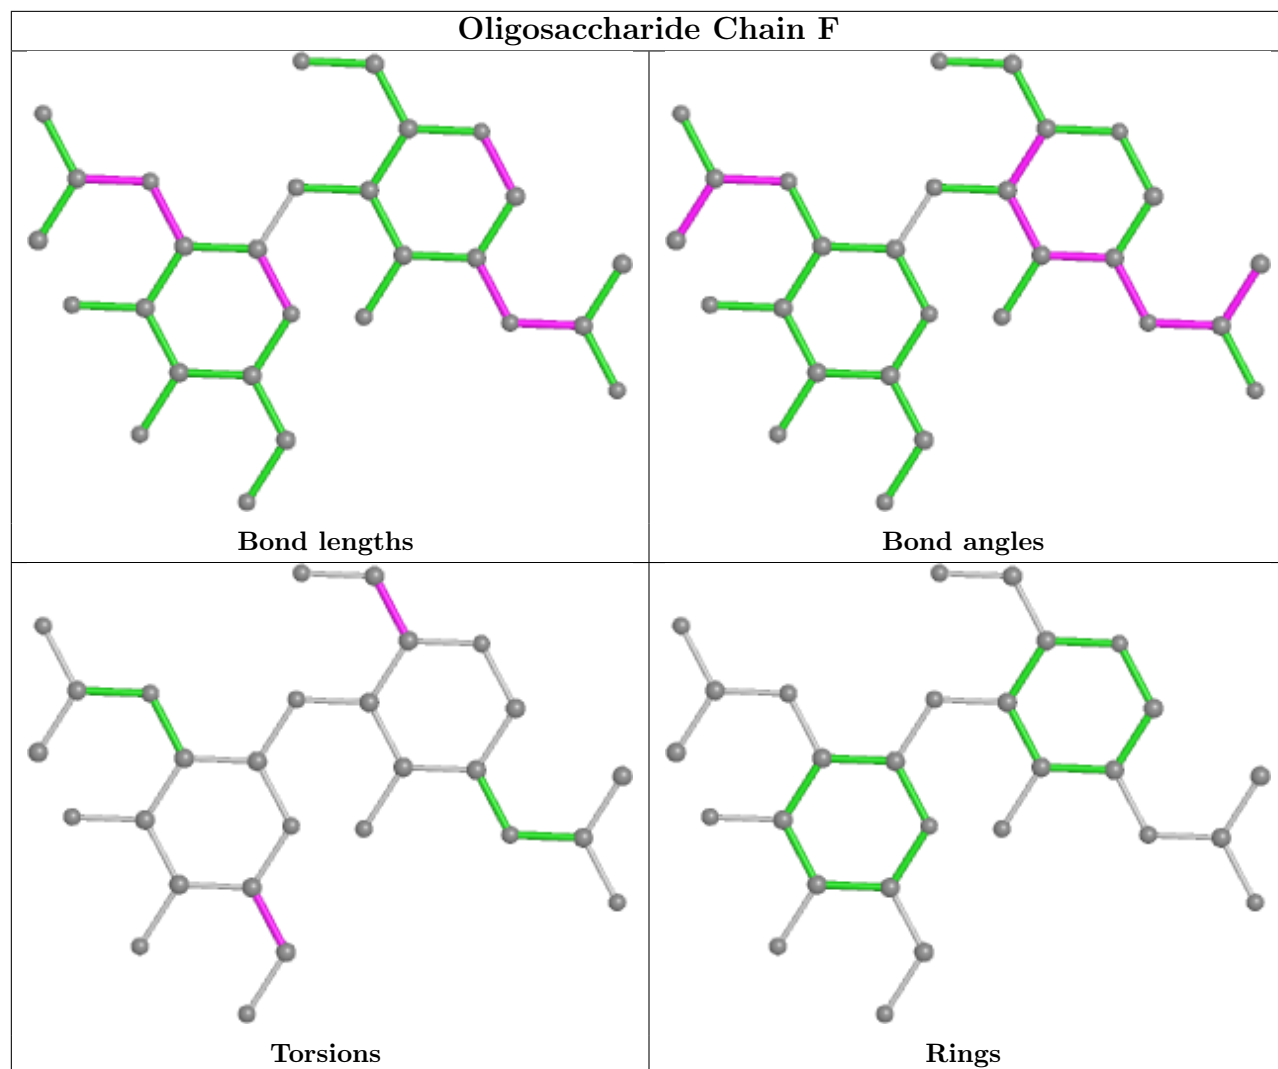 Oligosaccharide Chain F
Bond lengths
Bond angles
Torsions
Rings